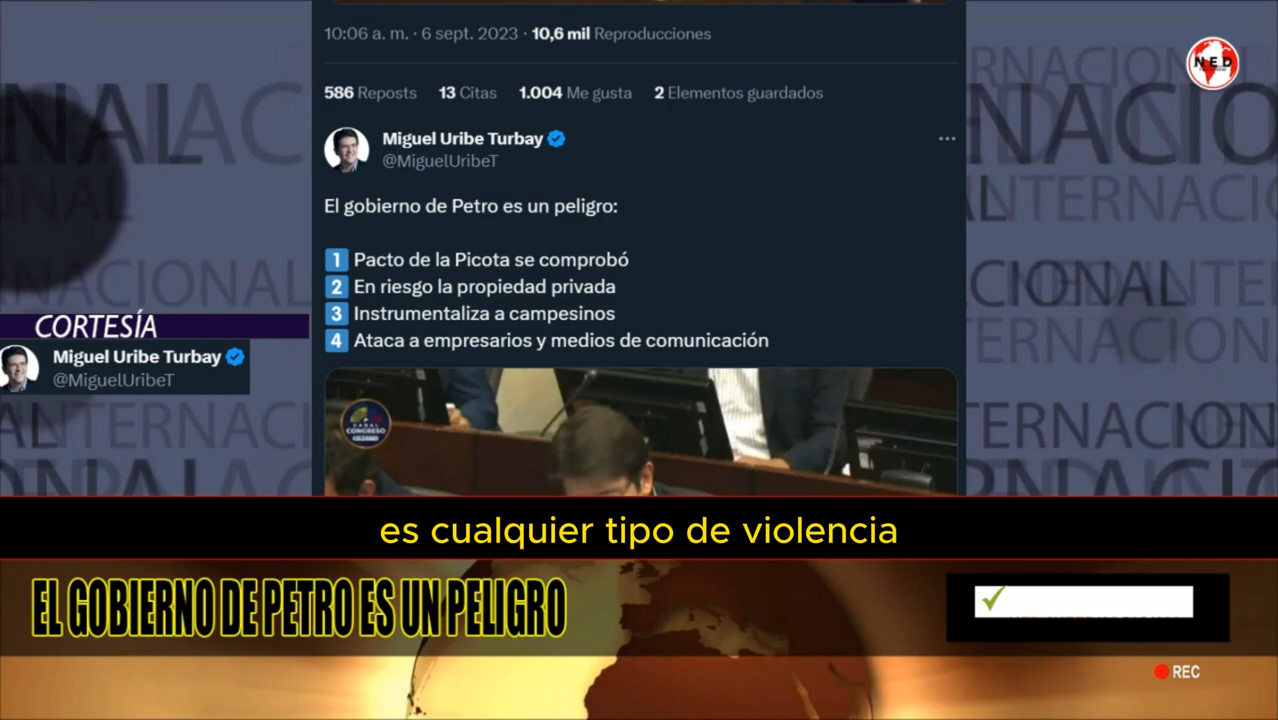 10:06 a. m. · 6 sept. 2023 · 10,6 mil Reproducciones
586 Reposts 13 Citas 1.004 Me gusta 2 Elementos guardados
NED
Miguel Uribe Turbay
@MiguelUribeT
El gobierno de Petro es un peligro:
1 Pacto de la Picota se comprobó
2 En riesgo la propiedad privada
3 Instrumentaliza a campesinos
4 Ataca a empresarios y medios de comunicación
CORTESÍA
Miguel Uribe Turbay
@MiguelUribeT
CANAL
CONGRESO
es cualquier tipo de violencia
EL GOBIERNO DE PETRO ES UN PELIGRO
REC